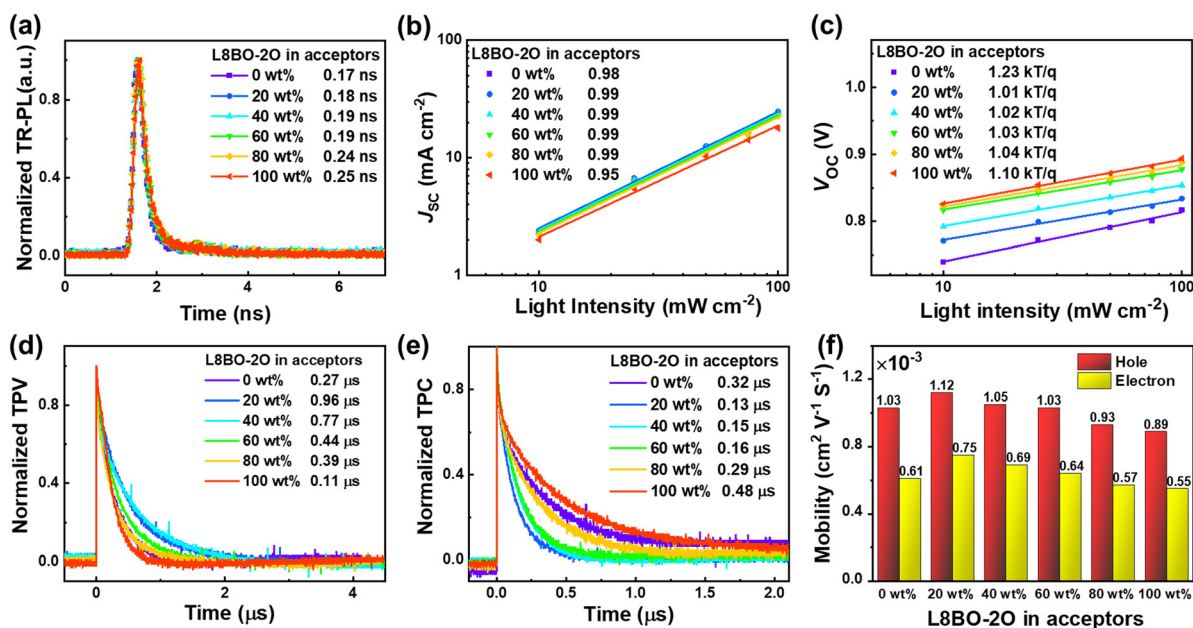 (a)
Normalized TR-PL(a.u.)
0.8
0.4
0.0
L8BO-2O in acceptors
0 wt% 0.17 ns
20 wt% 0.18 ns
40 wt% 0.19 ns
60 wt% 0.19 ns
80 wt% 0.24 ns
100 wt% 0.25 ns
0 2 4 6
Time (ns)
(b)
JSC (mA cm-2)
100
10
1
L8BO-2O in acceptors
0 wt% 0.98
20 wt% 0.99
40 wt% 0.99
60 wt% 0.99
80 wt% 0.99
100 wt% 0.95
10 100
Light Intensity (mW cm-2)
(c)
VOC (V)
1.0
0.9
0.8
L8BO-2O in acceptors
0 wt% 1.23 kT/q
20 wt% 1.01 kT/q
40 wt% 1.02 kT/q
60 wt% 1.03 kT/q
80 wt% 1.04 kT/q
100 wt% 1.10 kT/q
10 100
Light intensity (mW cm-2)
(d)
Normalized TPV
0.8
0.4
0.0
L8BO-2O in acceptors
0 wt% 0.27 μs
20 wt% 0.96 μs
40 wt% 0.77 μs
60 wt% 0.44 μs
80 wt% 0.39 μs
100 wt% 0.11 μs
0 2 4
Time (μs)
(e)
Normalized TPC
0.8
0.4
0.0
L8BO-2O in acceptors
0 wt% 0.32 μs
20 wt% 0.13 μs
40 wt% 0.15 μs
60 wt% 0.16 μs
80 wt% 0.29 μs
100 wt% 0.48 μs
0.0 0.5 1.0 1.5 2.0
Time (μs)
(f)
Mobility (cm2 V-1 S-1)
×10-3
1.2
0.8
0.4
0.0
Hole
Electron
1.03 0.61 1.12 0.75 1.05 0.69 1.03 0.64 0.93 0.57 0.89 0.55
0 wt% 20 wt% 40 wt% 60 wt% 80 wt% 100 wt%
L8BO-2O in acceptors